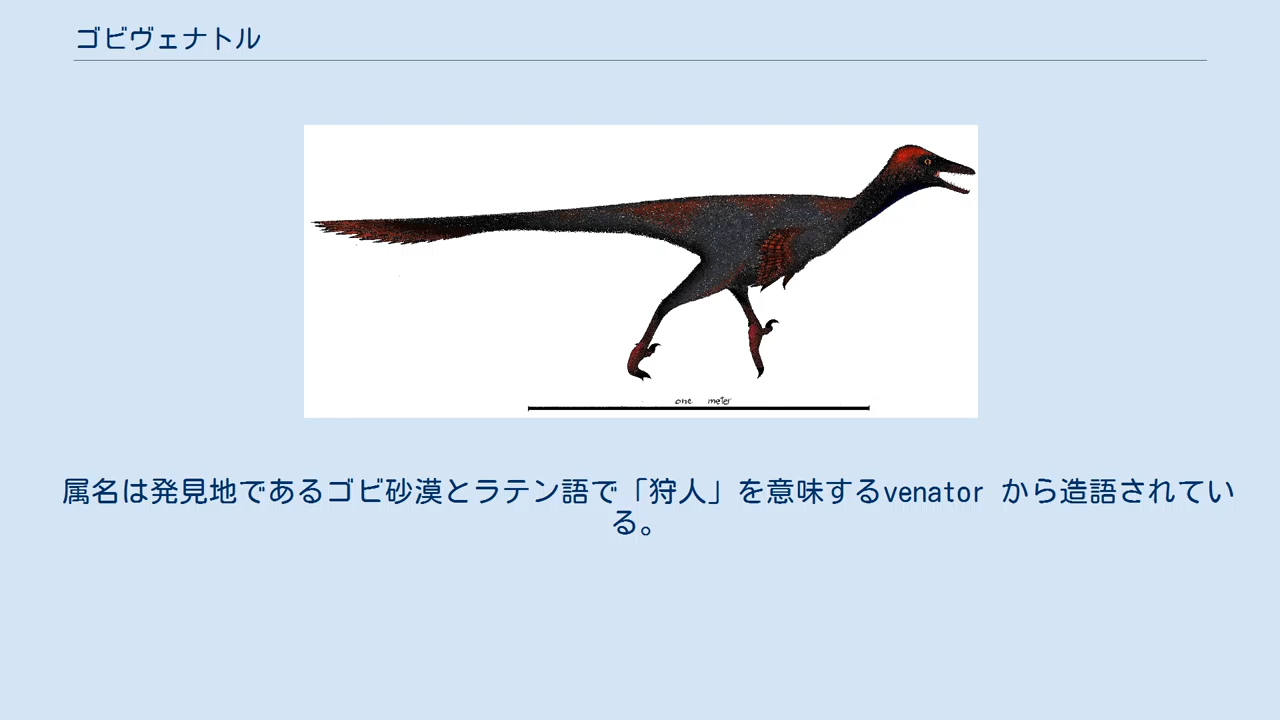 ゴビヴェナトル
one meter
属名は発見地であるゴビ砂漠とラテン語で「狩人」を意味するvenator から造語されてい
る。